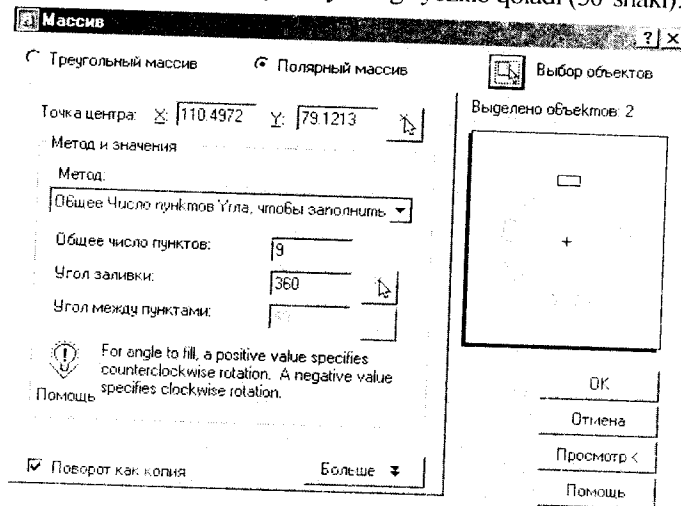 qoladi (50-shakl).
Массив
Треугольный массив
Полярный массив
Выбор объектов
Точка центра: X: 110.4972 Y: 79.1213
Выделено объектов: 2
Метод и значения
Метод:
Общее Число пунктов Угла, чтобы заполнить
Общее число пунктов: 9
Угол заливки: 360
Угол между пунктами:
For angle to fill, a positive value specifies
counterclockwise rotation. A negative value
specifies clockwise rotation.
Помощь
OK
Отмена
Просмотр <
Помощь
Поворот как копия
Больше